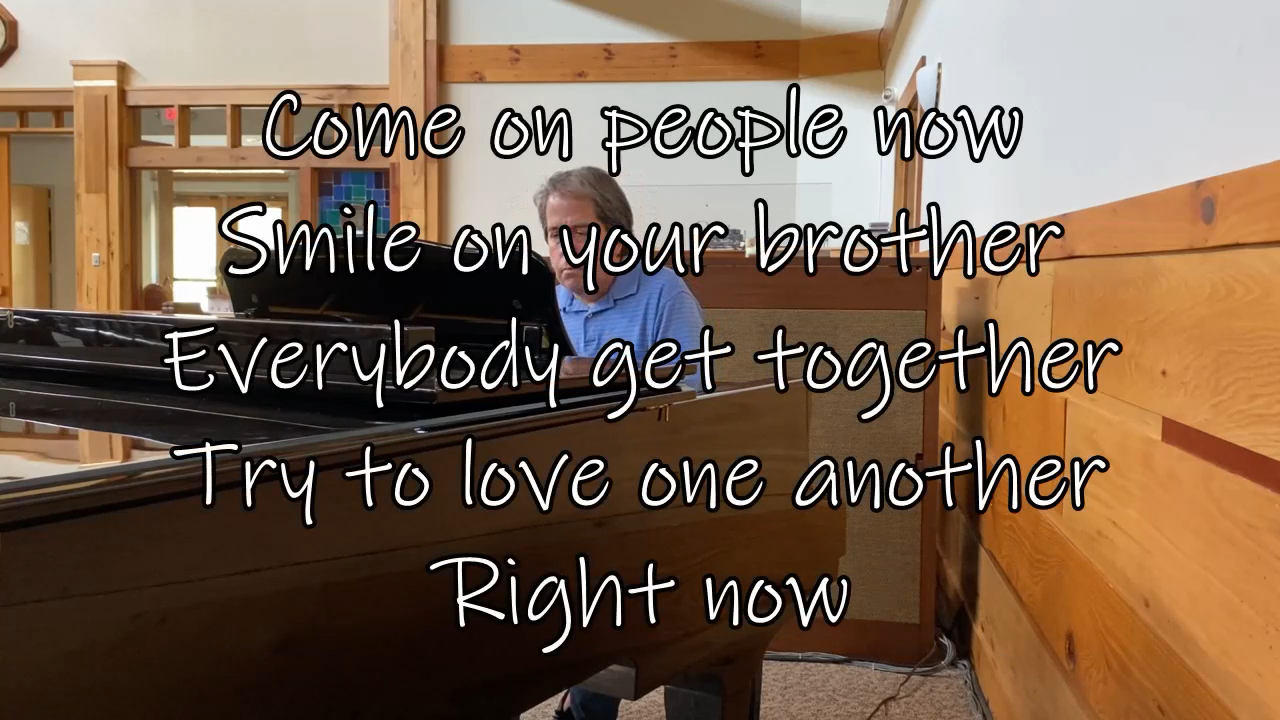 Come on people now
Smile on your brother
Everybody get together
Try to love one another
Right now